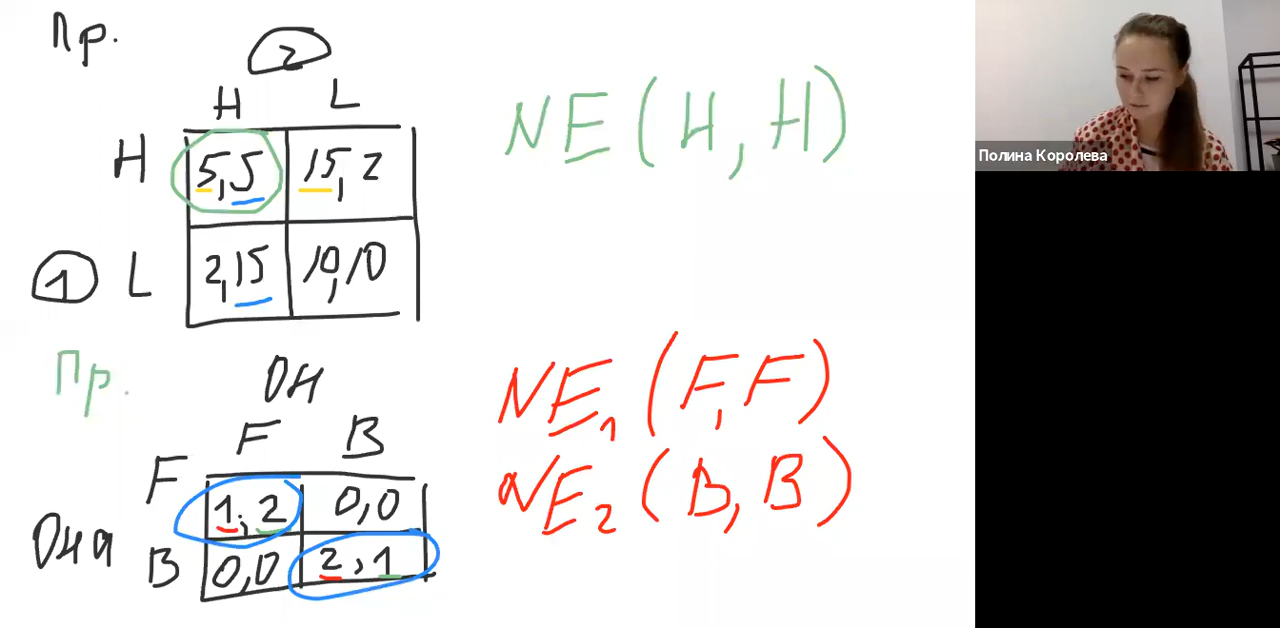 Пр.
2
H L
H 5,5 15,2
1 L 2,15 10,10
NE (H, H)
Полина Королева
Пр.
ОН
F B
F 1,2 0,0
Она
B 0,0 2,1
NE1 (F, F)
NE2 (B, B)